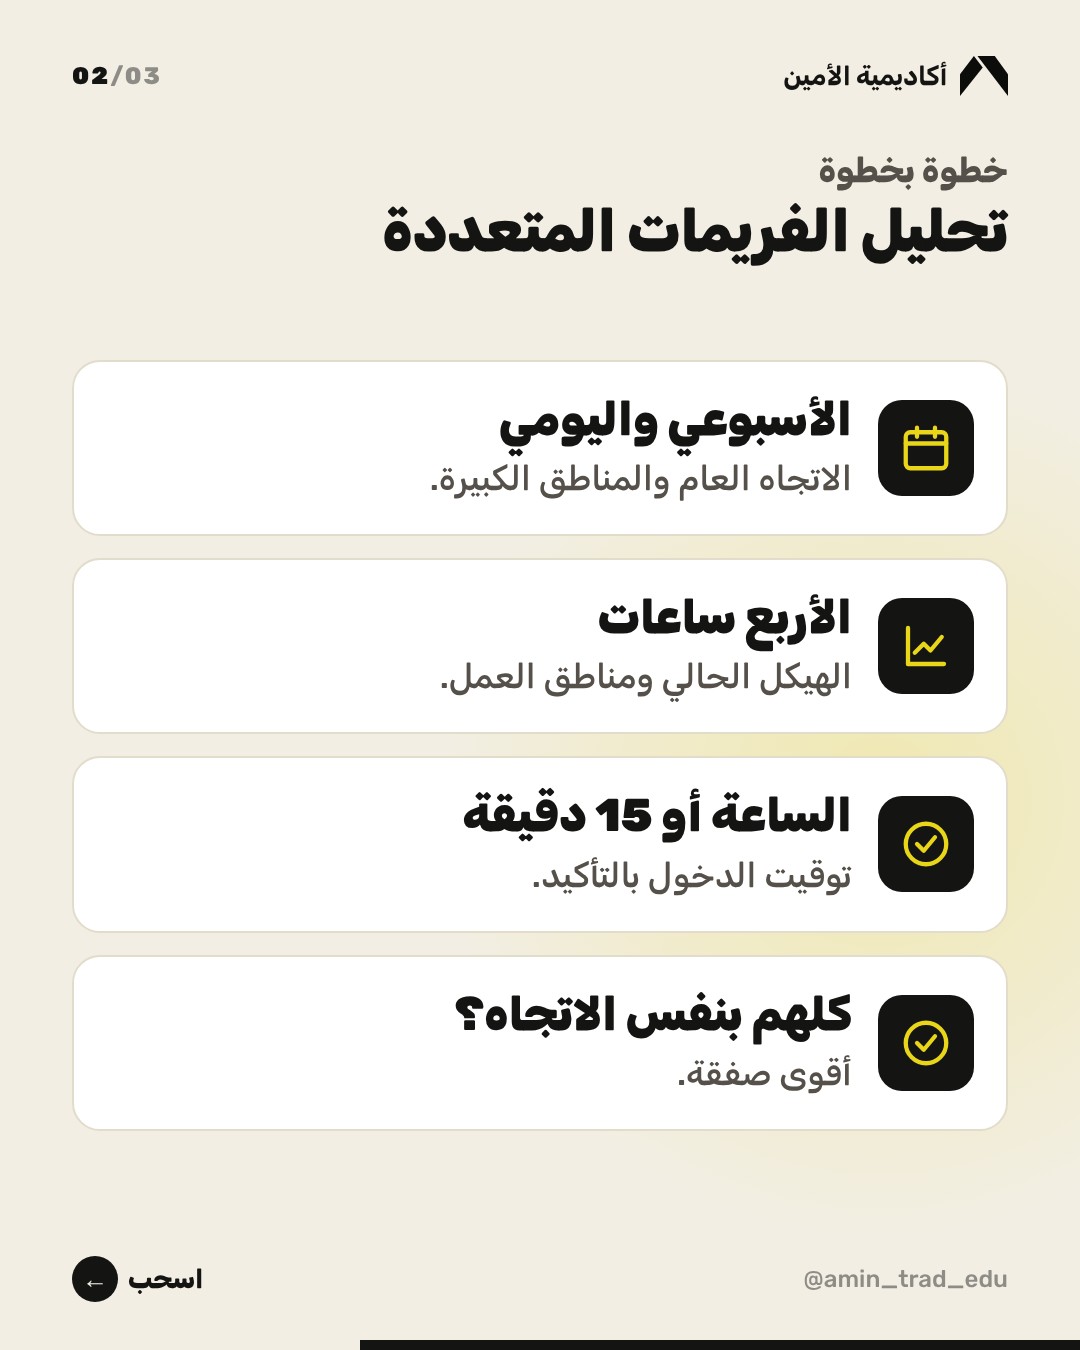 أكاديمية الأمين
02/03
خطوة بخطوة
تحليل الفريمات المتعددة
الأسبوعي واليومي
الاتجاه العام والمناطق الكبيرة.
الأربع ساعات
الهيكل الحالي ومناطق العمل.
الساعة أو 15 دقيقة
توقيت الدخول بالتأكيد.
كلهم بنفس الاتجاه؟
أقوى صفقة.
@amin_trad_edu
اسحب ←